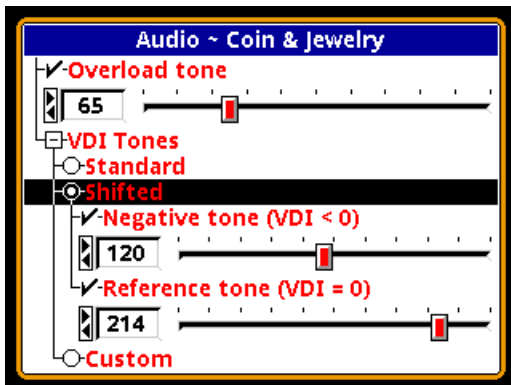 Audio ~ Coin & Jewelry
Overload tone
65
VDI Tones
Standard
Shifted
Negative tone (VDI < 0)
120
Reference tone (VDI = 0)
214
Custom